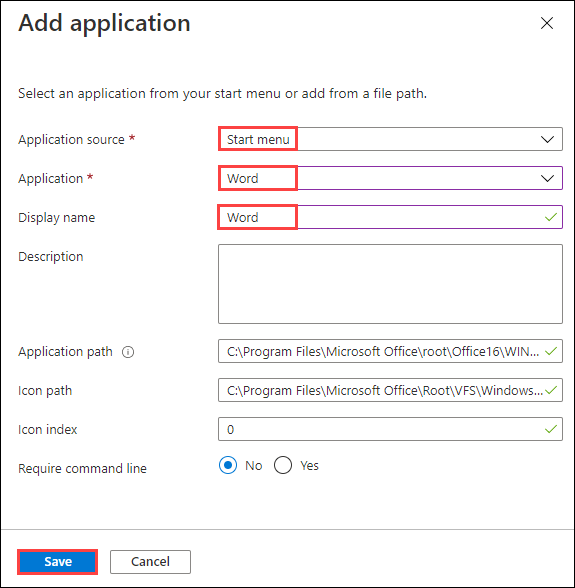 Add application
Select an application from your start menu or add from a file path.
Application source * Start menu
Application * Word
Display name Word
Description
Application path C:\Program Files\Microsoft Office\root\Office16\WIN...
Icon path C:\Program Files\Microsoft Office\Root\VFS\Windows...
Icon index 0
Require command line No Yes
Save Cancel